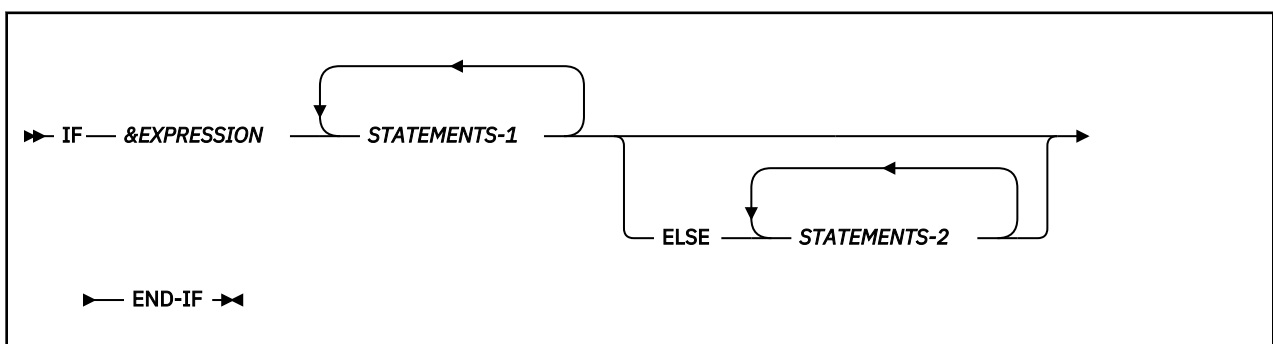 IF &EXPRESSION STATEMENTS-1
ELSE STATEMENTS-2
END-IF